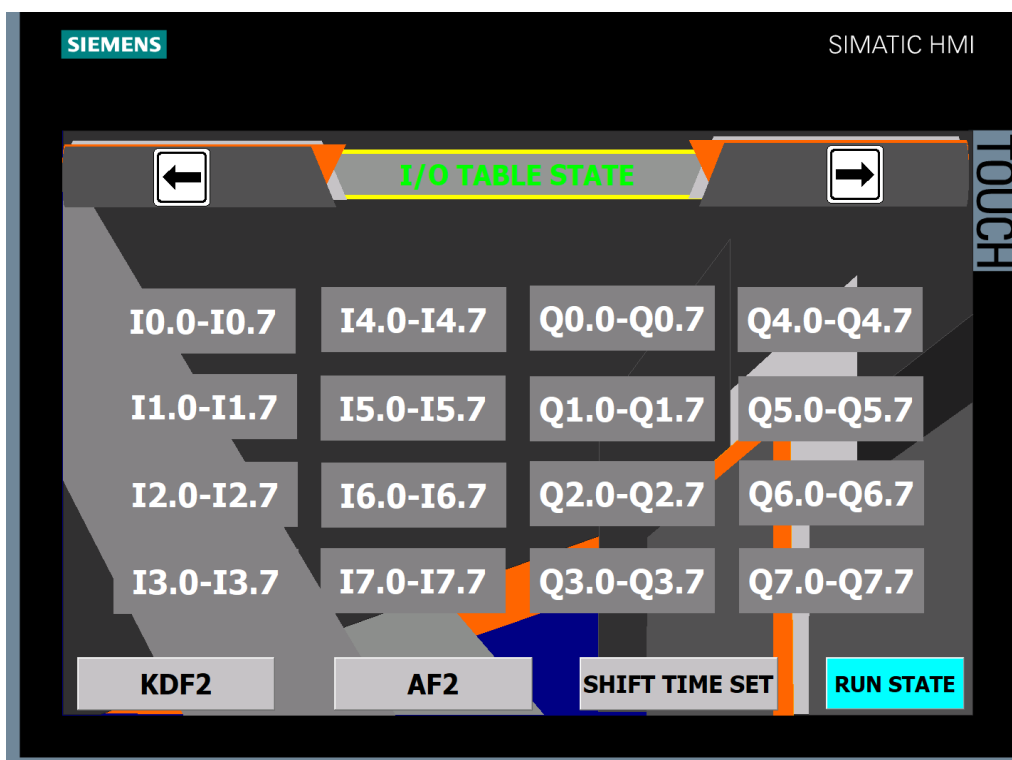 SIEMENS
SIMATIC HMI
TOUCH
I/O TABLE STATE
I0.0-I0.7
I4.0-I4.7
Q0.0-Q0.7
Q4.0-Q4.7
I1.0-I1.7
I5.0-I5.7
Q1.0-Q1.7
Q5.0-Q5.7
I2.0-I2.7
I6.0-I6.7
Q2.0-Q2.7
Q6.0-Q6.7
I3.0-I3.7
I7.0-I7.7
Q3.0-Q3.7
Q7.0-Q7.7
KDF2
AF2
SHIFT TIME SET
RUN STATE